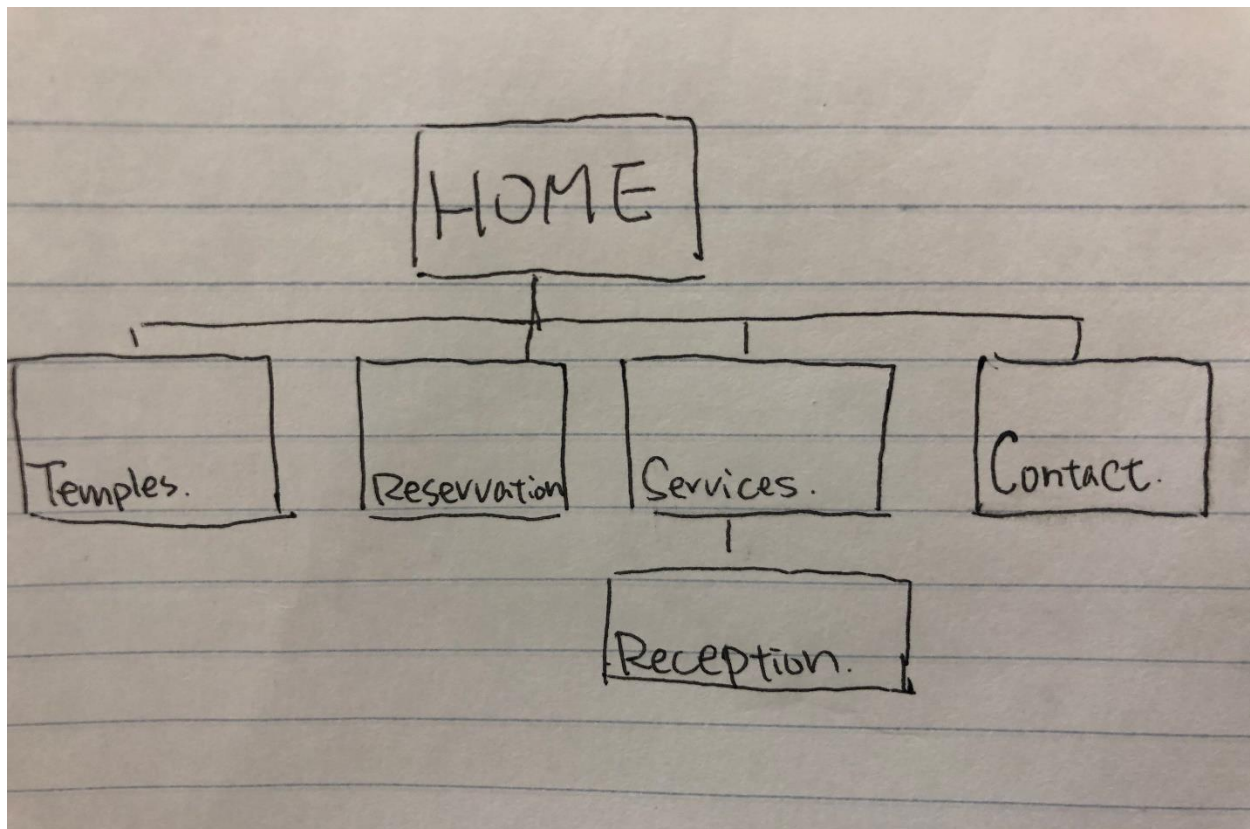 HOME
Temples.
Reservation
Services.
Contact.
Reception.